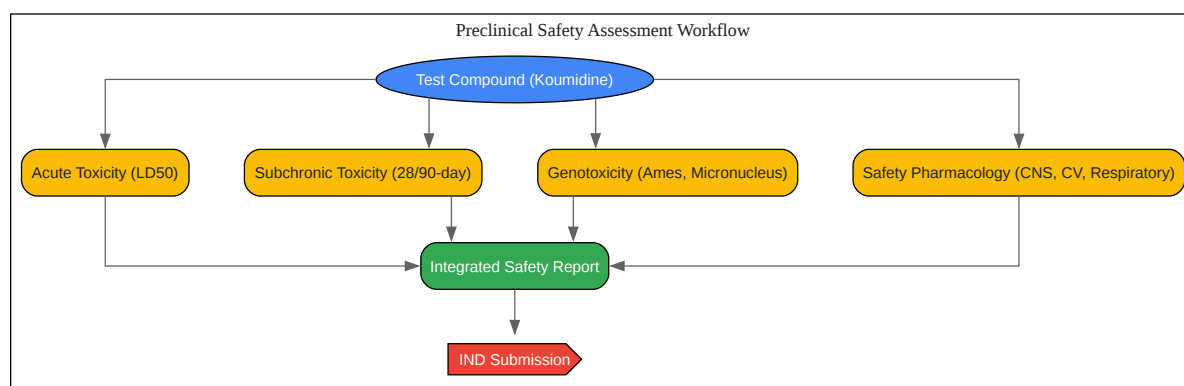 Preclinical Safety Assessment Workflow
Test Compound (Koumidine)
Acute Toxicity (LD50)
Subchronic Toxicity (28/90-day)
Genotoxicity (Ames, Micronucleus)
Safety Pharmacology (CNS, CV, Respiratory)
Integrated Safety Report
IND Submission